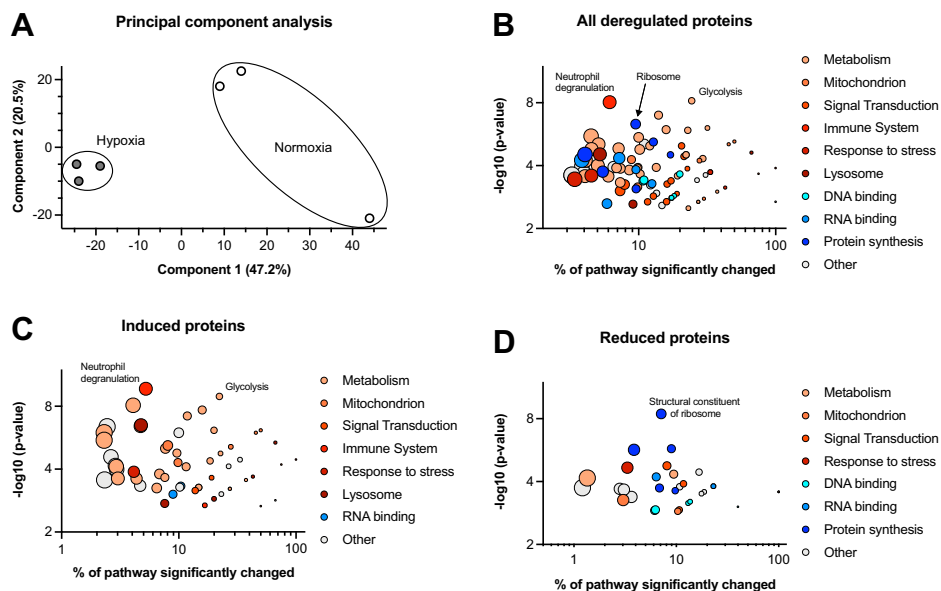 A
Principal component analysis
Component 2 (20.5%)
20
0
-20
Hypoxia
Normoxia
-20
-10
0
10
20
30
40
Component 1 (47.2%)
B
All deregulated proteins
-log10 (p-value)
8
4
2
Neutrophil
degranulation
Ribosome
Glycolysis
10
100
% of pathway significantly changed
Metabolism
Mitochondrion
Signal Transduction
Immune System
Response to stress
Lysosome
DNA binding
RNA binding
Protein synthesis
Other
C
Induced proteins
-log10 (p-value)
8
4
2
Neutrophil
degranulation
Glycolysis
1
10
100
% of pathway significantly changed
Metabolism
Mitochondrion
Signal Transduction
Immune System
Response to stress
Lysosome
RNA binding
Other
D
Reduced proteins
-log10 (p-value)
8
4
2
Structural constituent
of ribosome
1
10
100
% of pathway significantly changed
Metabolism
Mitochondrion
Signal Transduction
Response to stress
DNA binding
RNA binding
Protein synthesis
Other